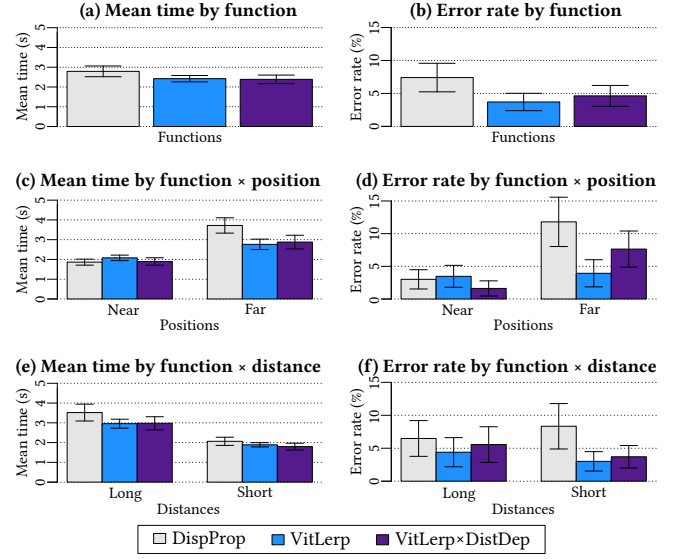 (a) Mean time by function
Mean time (s)
0 1 2 3 4 5
Functions
(b) Error rate by function
Error rate (%)
0 5 10 15
Functions
(c) Mean time by function × position
Mean time (s)
0 1 2 3 4 5
Near Far
Positions
(d) Error rate by function × position
Error rate (%)
0 5 10 15
Near Far
Positions
(e) Mean time by function × distance
Mean time (s)
0 1 2 3 4 5
Long Short
Distances
(f) Error rate by function × distance
Error rate (%)
0 5 10 15
Long Short
Distances
DispProp VitLerp VitLerp×DistDep